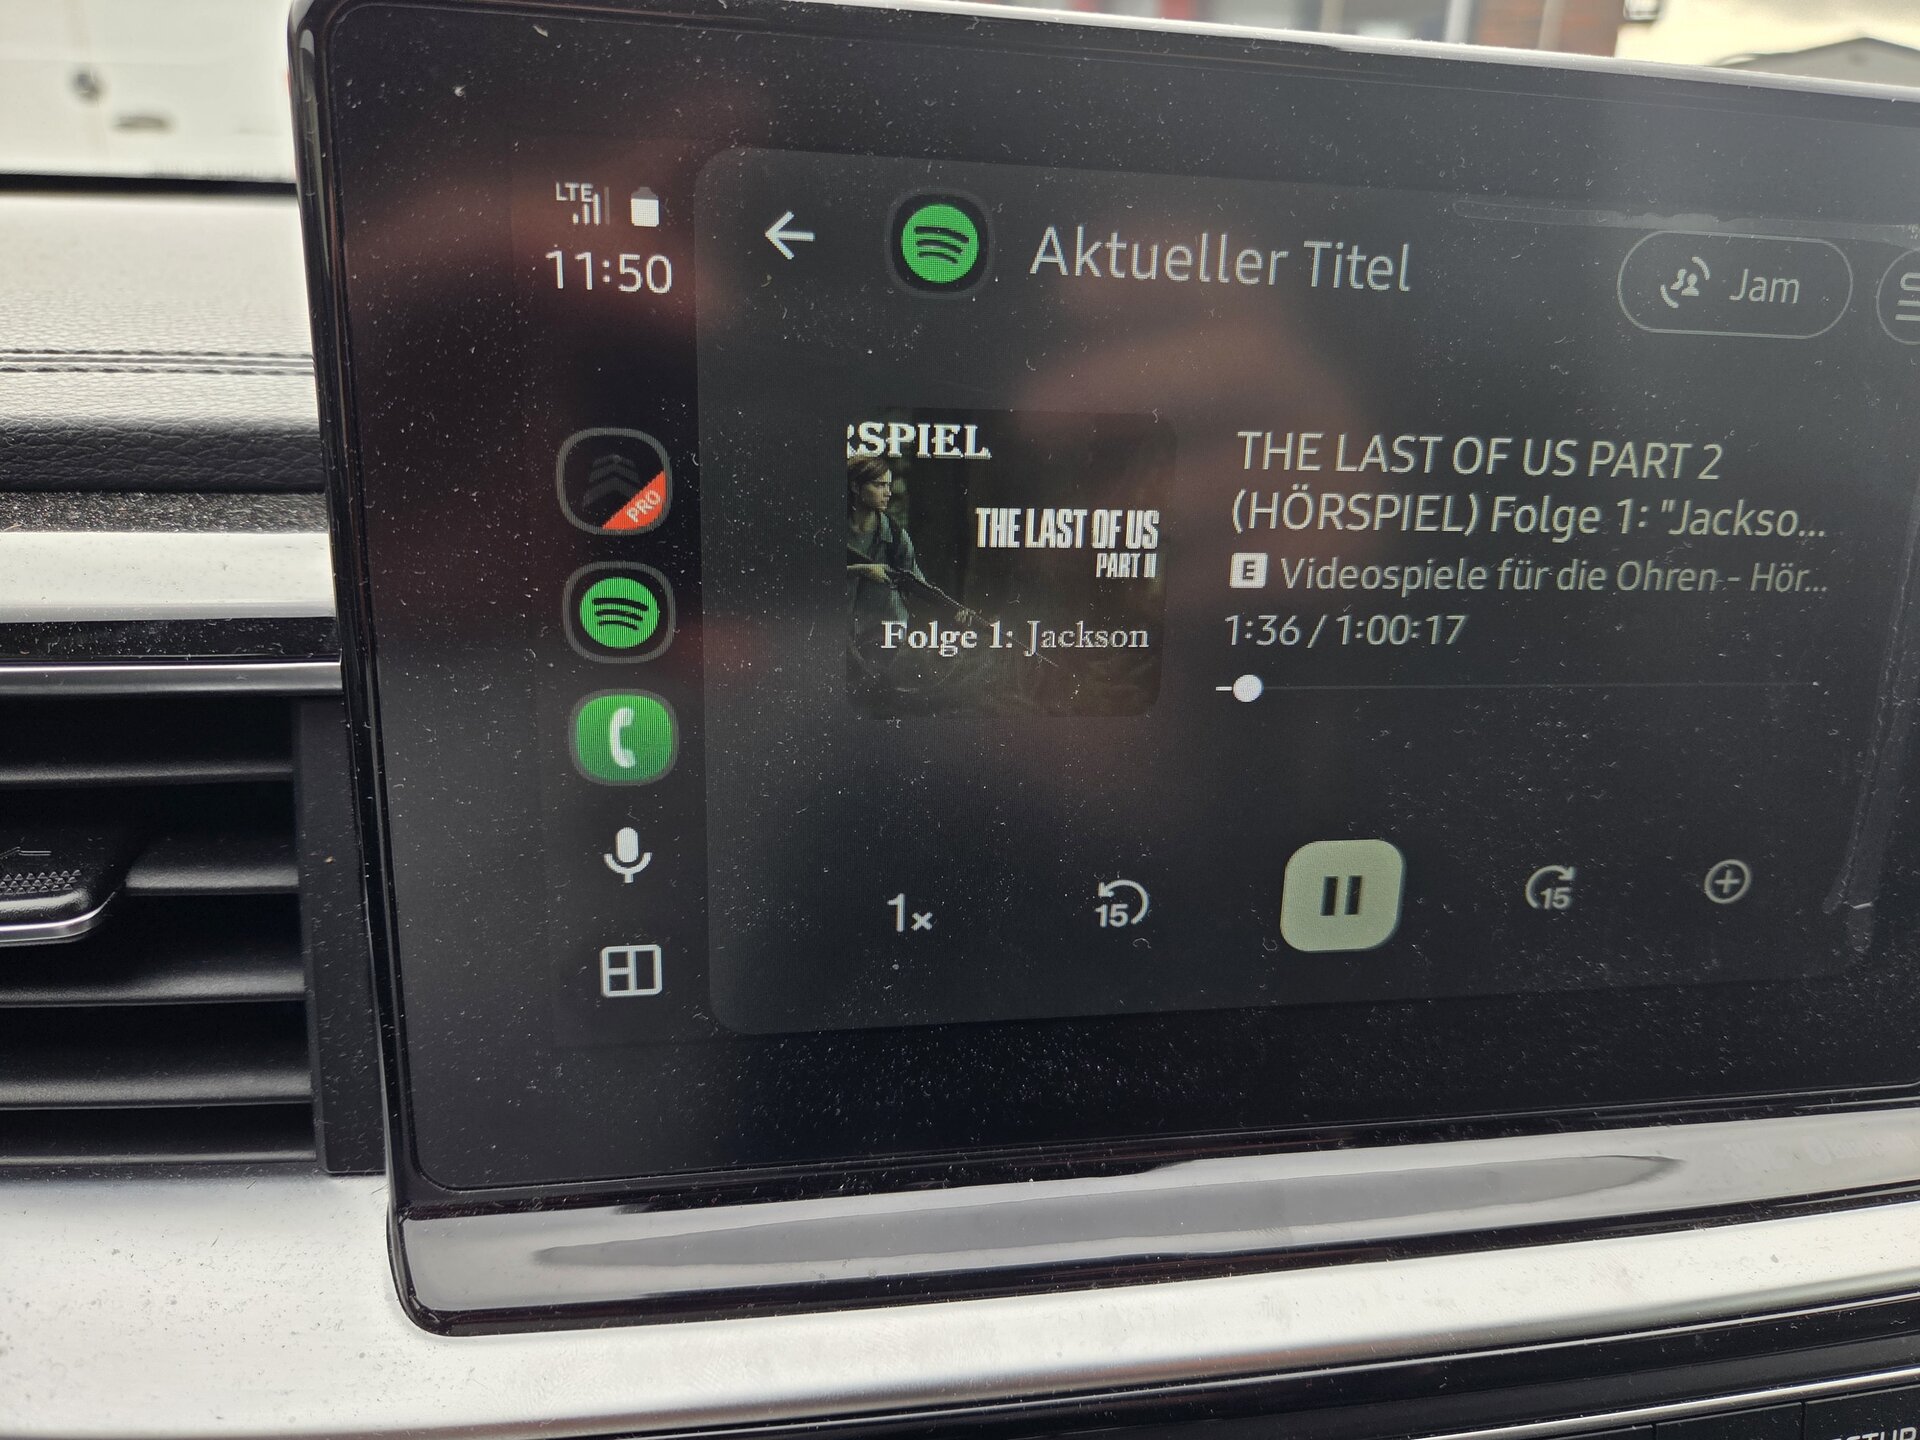 LTE
11:50
Aktueller Titel
Jam
PRO
SPIEL
THE LAST OF US
PART II
Folge 1: Jackson
THE LAST OF US PART 2
(HÖRSPIEL) Folge 1: "Jackso...
E Videospiele für die Ohren - Hör...
1:36 / 1:00:17
1x
15
15